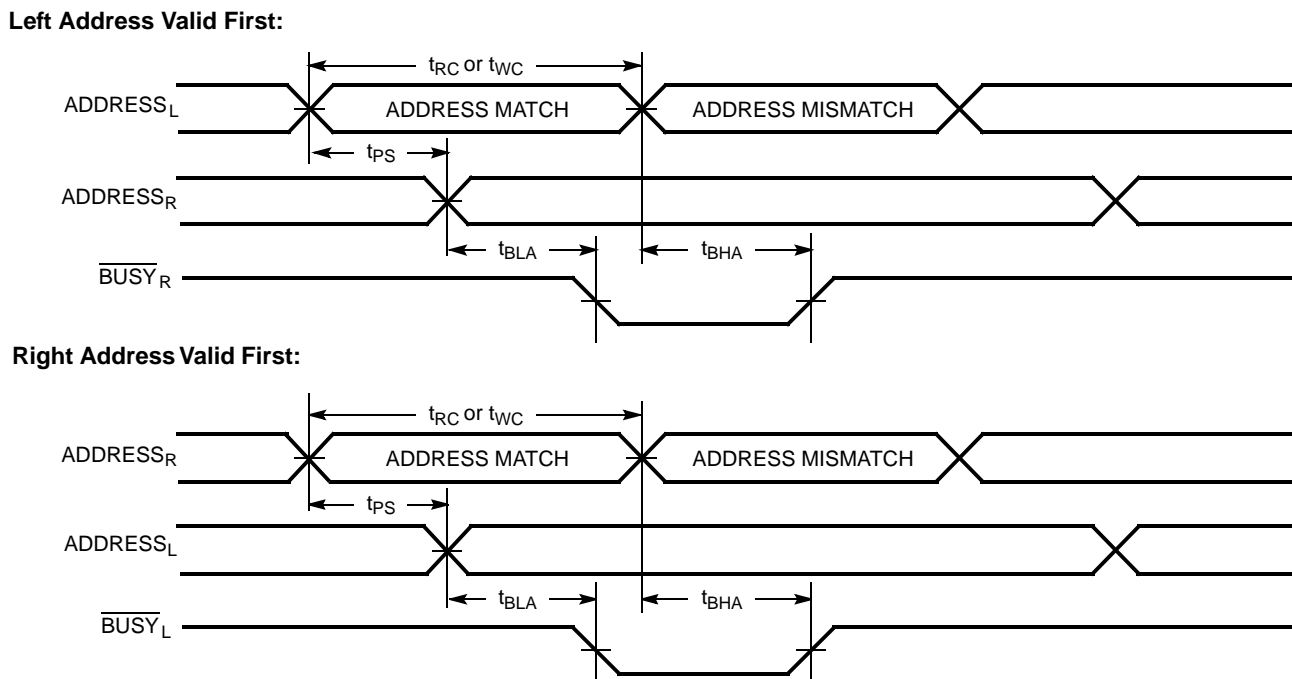 Left Address Valid First:
tRC or tWC
ADDRESSL
ADDRESS MATCH
ADDRESS MISMATCH
tPS
ADDRESSR
tBLA
tBHA
BUSYR
Right Address Valid First:
tRC or tWC
ADDRESSR
ADDRESS MATCH
ADDRESS MISMATCH
tPS
ADDRESSL
tBLA
tBHA
BUSYL